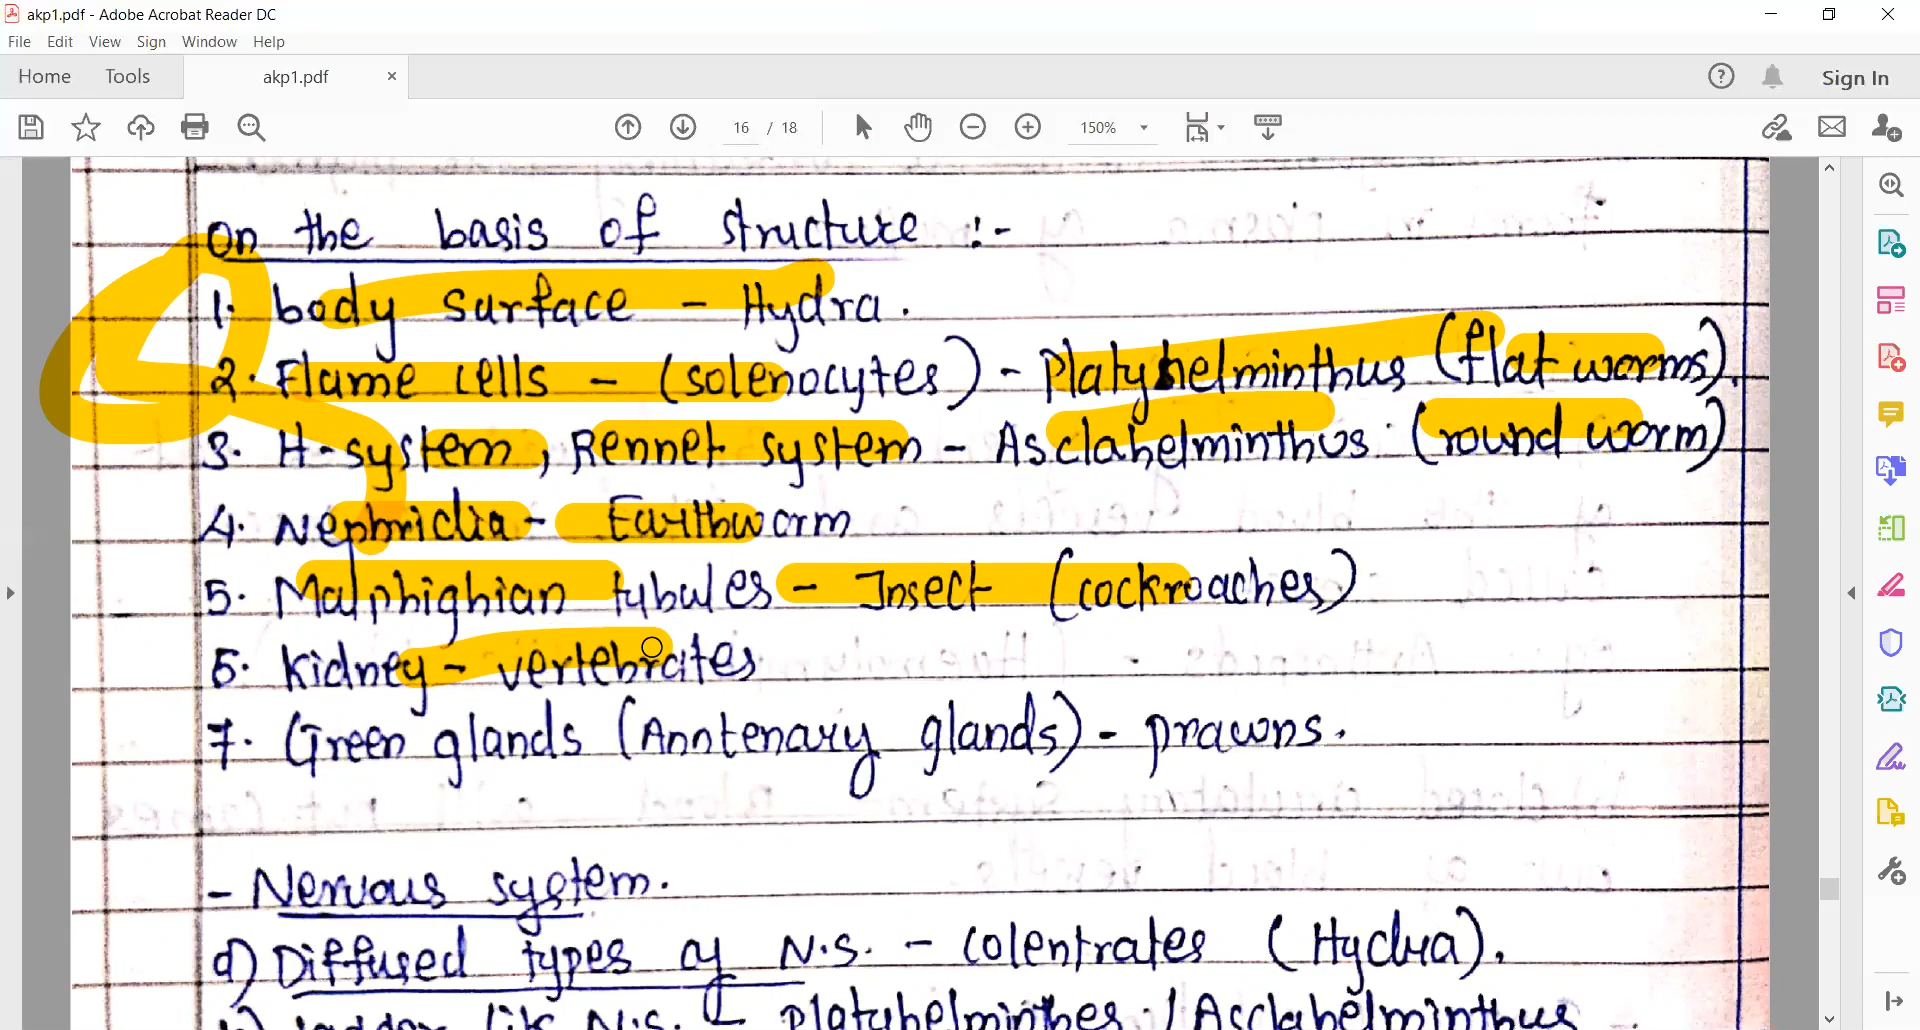 akp1.pdf - Adobe Acrobat Reader DC
File Edit View Sign Window Help
Home Tools akp1.pdf × Sign In
16 / 18 150%
On the basis of structure :-
1. body surface - Hydra.
2. Flame cells - (solenocytes) - Platyhelminthus (flat worms).
3. H-system, Rennet system - Asclahelminthus. (round worm)
4. Nephridia - Earthworm
5. Malphighian tubules - Insect (cockroaches)
6. kidney - vertebrates
7. Green glands (Anntenary glands) - prawns.
- Nervous system.
a) Diffused types of N.S. - colentrates (Hydra).
b) laddar lik N.S. - platyhelminthes / Asclahelminthus